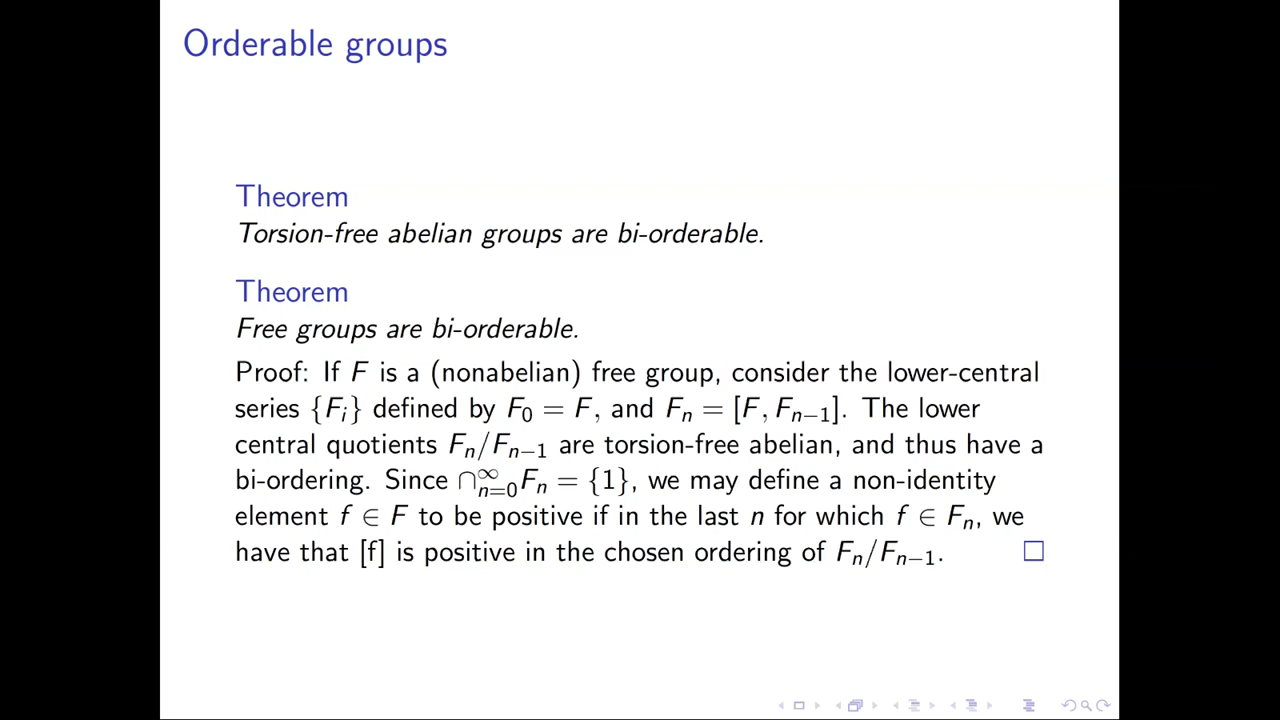 Orderable groups
Theorem
Torsion-free abelian groups are bi-orderable.
Theorem
Free groups are bi-orderable.
Proof: If F is a (nonabelian) free group, consider the lower-central
series {F_i} defined by F_0 = F, and F_n = [F, F_{n−1}]. The lower
central quotients F_n/F_{n−1} are torsion-free abelian, and thus have a
bi-ordering. Since ∩_{n=0}^∞ F_n = {1}, we may define a non-identity
element f ∈ F to be positive if in the last n for which f ∈ F_n, we
have that [f] is positive in the chosen ordering of F_n/F_{n−1}. □